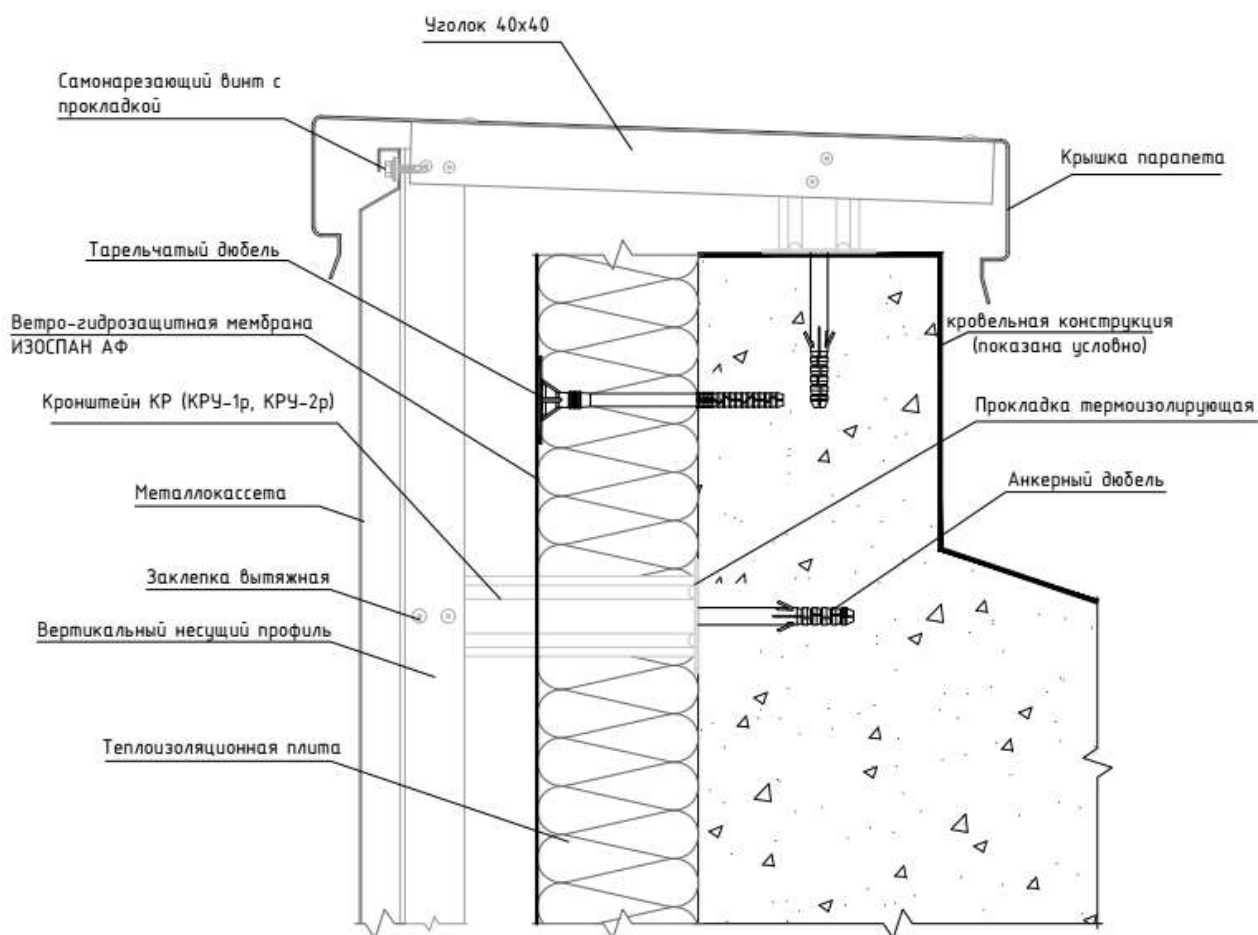 Уголок 40х40
Самонарезающий винт с
прокладкой
Крышка парапета
Тарельчатый дюбель
Ветро-гидрозащитная мембрана
ИЗОСПАН АФ
кровельная конструкция
(показана условно)
Кронштейн КР (КРУ-1р, КРУ-2р)
Прокладка термоизолирующая
Металлокассета
Анкерный дюбель
Заклепка вытяжная
Вертикальный несущий профиль
Теплоизоляционная плита